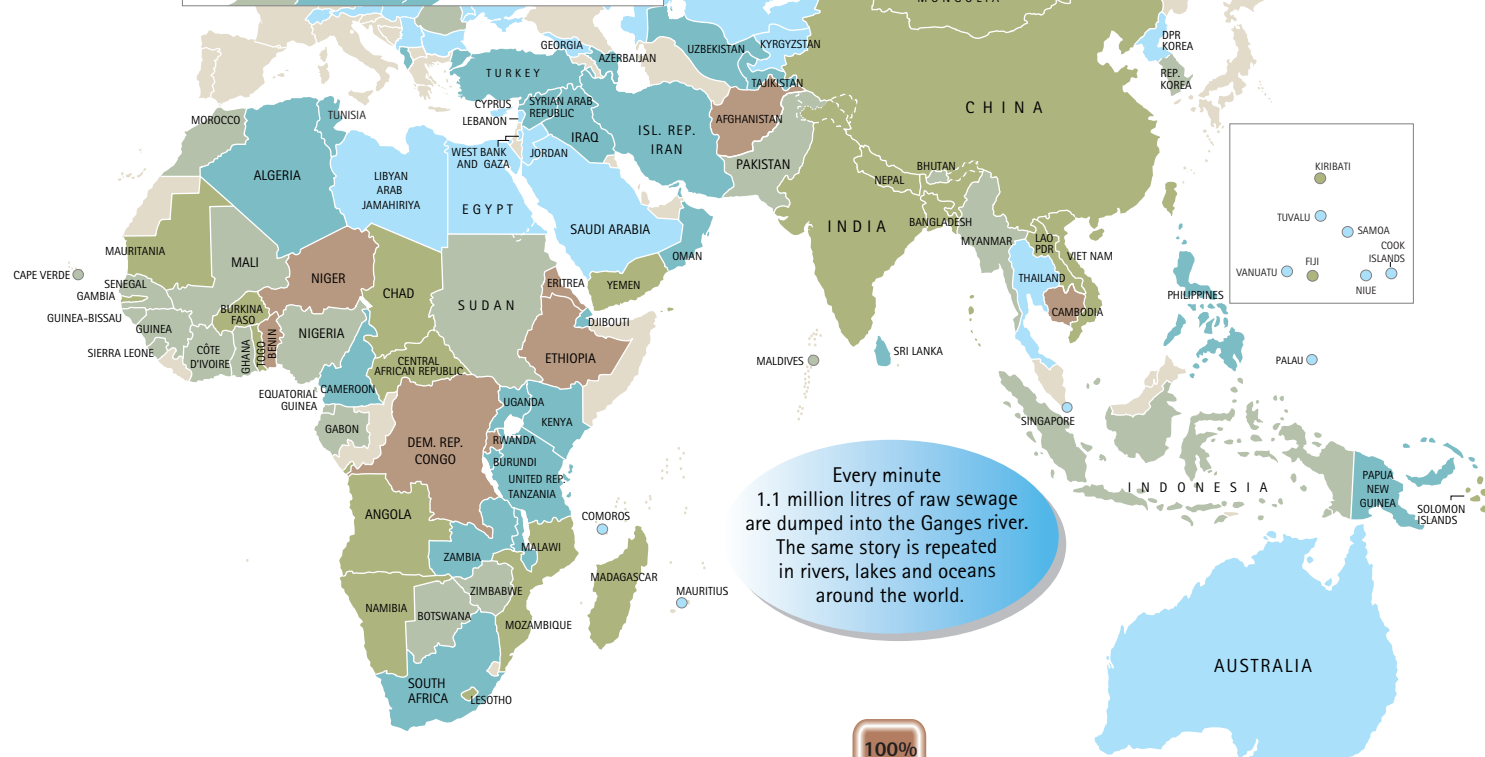 MONGOLIA
DPR
KOREA
GEORGIA
UZBEKISTAN
KYRGYZSTAN
AZERBAIJAN
TURKEY
TAJIKISTAN
REP.
KOREA
CYPRUS
SYRIAN ARAB
REPUBLIC
LEBANON
CHINA
MOROCCO
TUNISIA
AFGHANISTAN
ISL. REP.
IRAN
IRAQ
WEST BANK
AND GAZA
JORDAN
PAKISTAN
BHUTAN
KIRIBATI
ALGERIA
LIBYAN
ARAB
JAMAHIRIYA
NEPAL
EGYPT
TUVALU
SAMOA
INDIA
BANGLADESH
SAUDI ARABIA
MYANMAR
LAO
PDR
COOK
ISLANDS
MAURITANIA
OMAN
VIET NAM
MALI
FIJI
VANUATU
CAPE VERDE
NIGER
THAILAND
NIUE
SENEGAL
GAMBIA
CHAD
ERITREA
YEMEN
PHILIPPINES
SUDAN
BURKINA
FASO
GUINEA-BISSAU
CAMBODIA
DJIBOUTI
GUINEA
NIGERIA
BENIN
TOGO
GHANA
CÔTE
D'IVOIRE
SIERRA LEONE
SRI LANKA
ETHIOPIA
MALDIVES
PALAU
CENTRAL
AFRICAN REPUBLIC
EQUATORIAL
GUINEA
CAMEROON
UGANDA
SINGAPORE
KENYA
GABON
RWANDA
DEM. REP.
CONGO
BURUNDI
UNITED REP.
TANZANIA
Every minute
1.1 million litres of raw sewage
are dumped into the Ganges river.
The same story is repeated
in rivers, lakes and oceans
around the world.
INDONESIA
PAPUA
NEW
GUINEA
SOLOMON
ISLANDS
ANGOLA
COMOROS
MALAWI
ZAMBIA
MADAGASCAR
ZIMBABWE
MAURITIUS
NAMIBIA
BOTSWANA
MOZAMBIQUE
AUSTRALIA
SOUTH
AFRICA
LESOTHO
100%